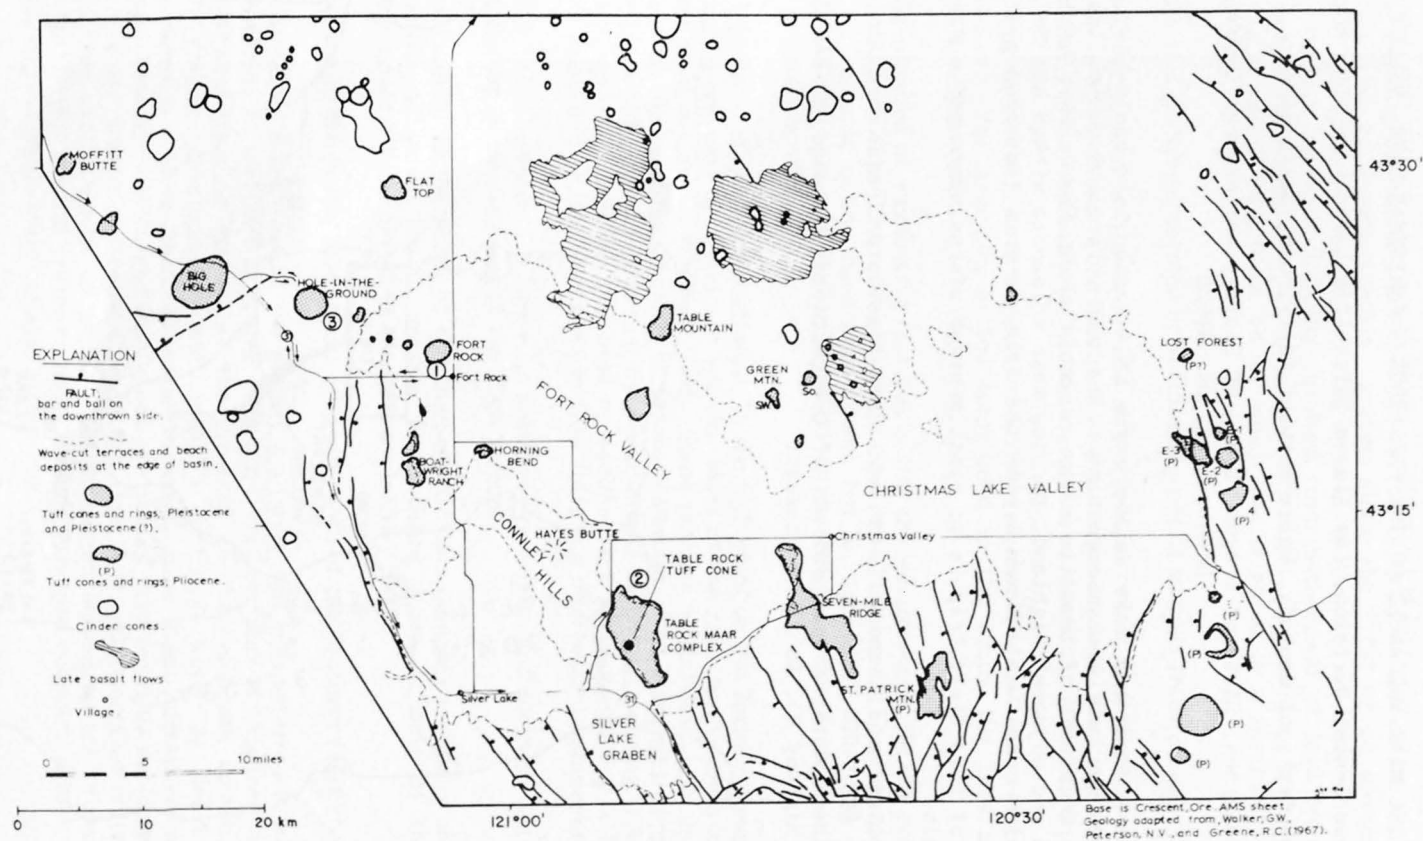 MOFFITT
BUTTE
FLAT
TOP
43°30'
BIG
HOLE
HOLE-IN-THE-
GROUND
③
TABLE
MOUNTAIN
FORT
ROCK
①
Fort Rock
31
LOST FOREST
(P?)
GREEN
MTN.
SW.
So.
FORT ROCK VALLEY
BOAT-
WRIGHT
RANCH
HORNING
BEND
E-1
(P)
E-3
(P)
E-2
(P)
4
(P)
CHRISTMAS LAKE VALLEY
43°15'
CONNLEY HILLS
HAYES BUTTE
Christmas Valley
②
TABLE ROCK
TUFF CONE
TABLE
ROCK MAAR
COMPLEX
SEVEN-MILE
RIDGE
(P)
(P)
ST. PATRICK
MTN.
(P)
Silver Lake
31
SILVER
LAKE
GRABEN
(P)
(P)
EXPLANATION
FAULT,
bar and ball on
the downthrown side.
Wave-cut terraces and beach
deposits at the edge of basin.
Tuff cones and rings, Pleistocene
and Pleistocene(?).
(P)
Tuff cones and rings, Pliocene.
Cinder cones.
Late basalt flows
Village
0 5 10 miles
0 10 20 km
121°00'
120°30'
Base is Crescent, Ore. AMS sheet.
Geology adapted from, Walker, G.W.,
Peterson, N.V., and Greene, R.C.(1967).